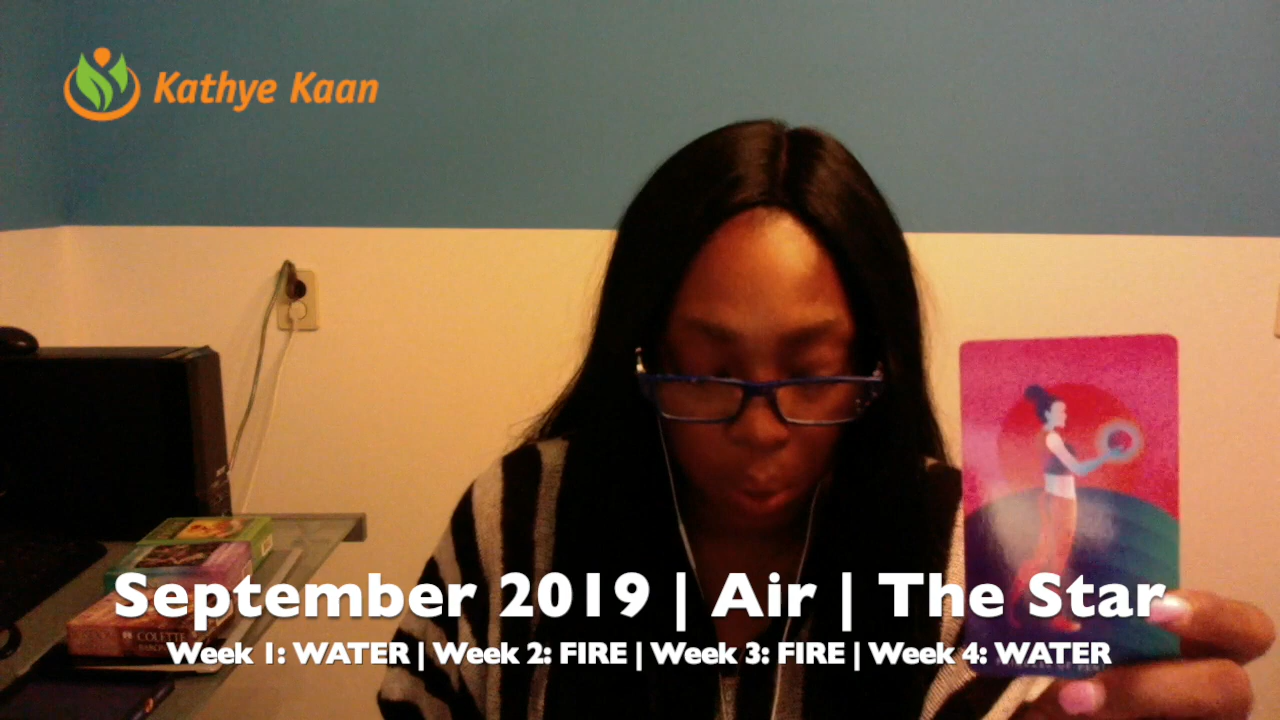 Kathye Kaan
September 2019 | Air | The Star
Week 1: WATER | Week 2: FIRE | Week 3: FIRE | Week 4: WATER
COLETTE